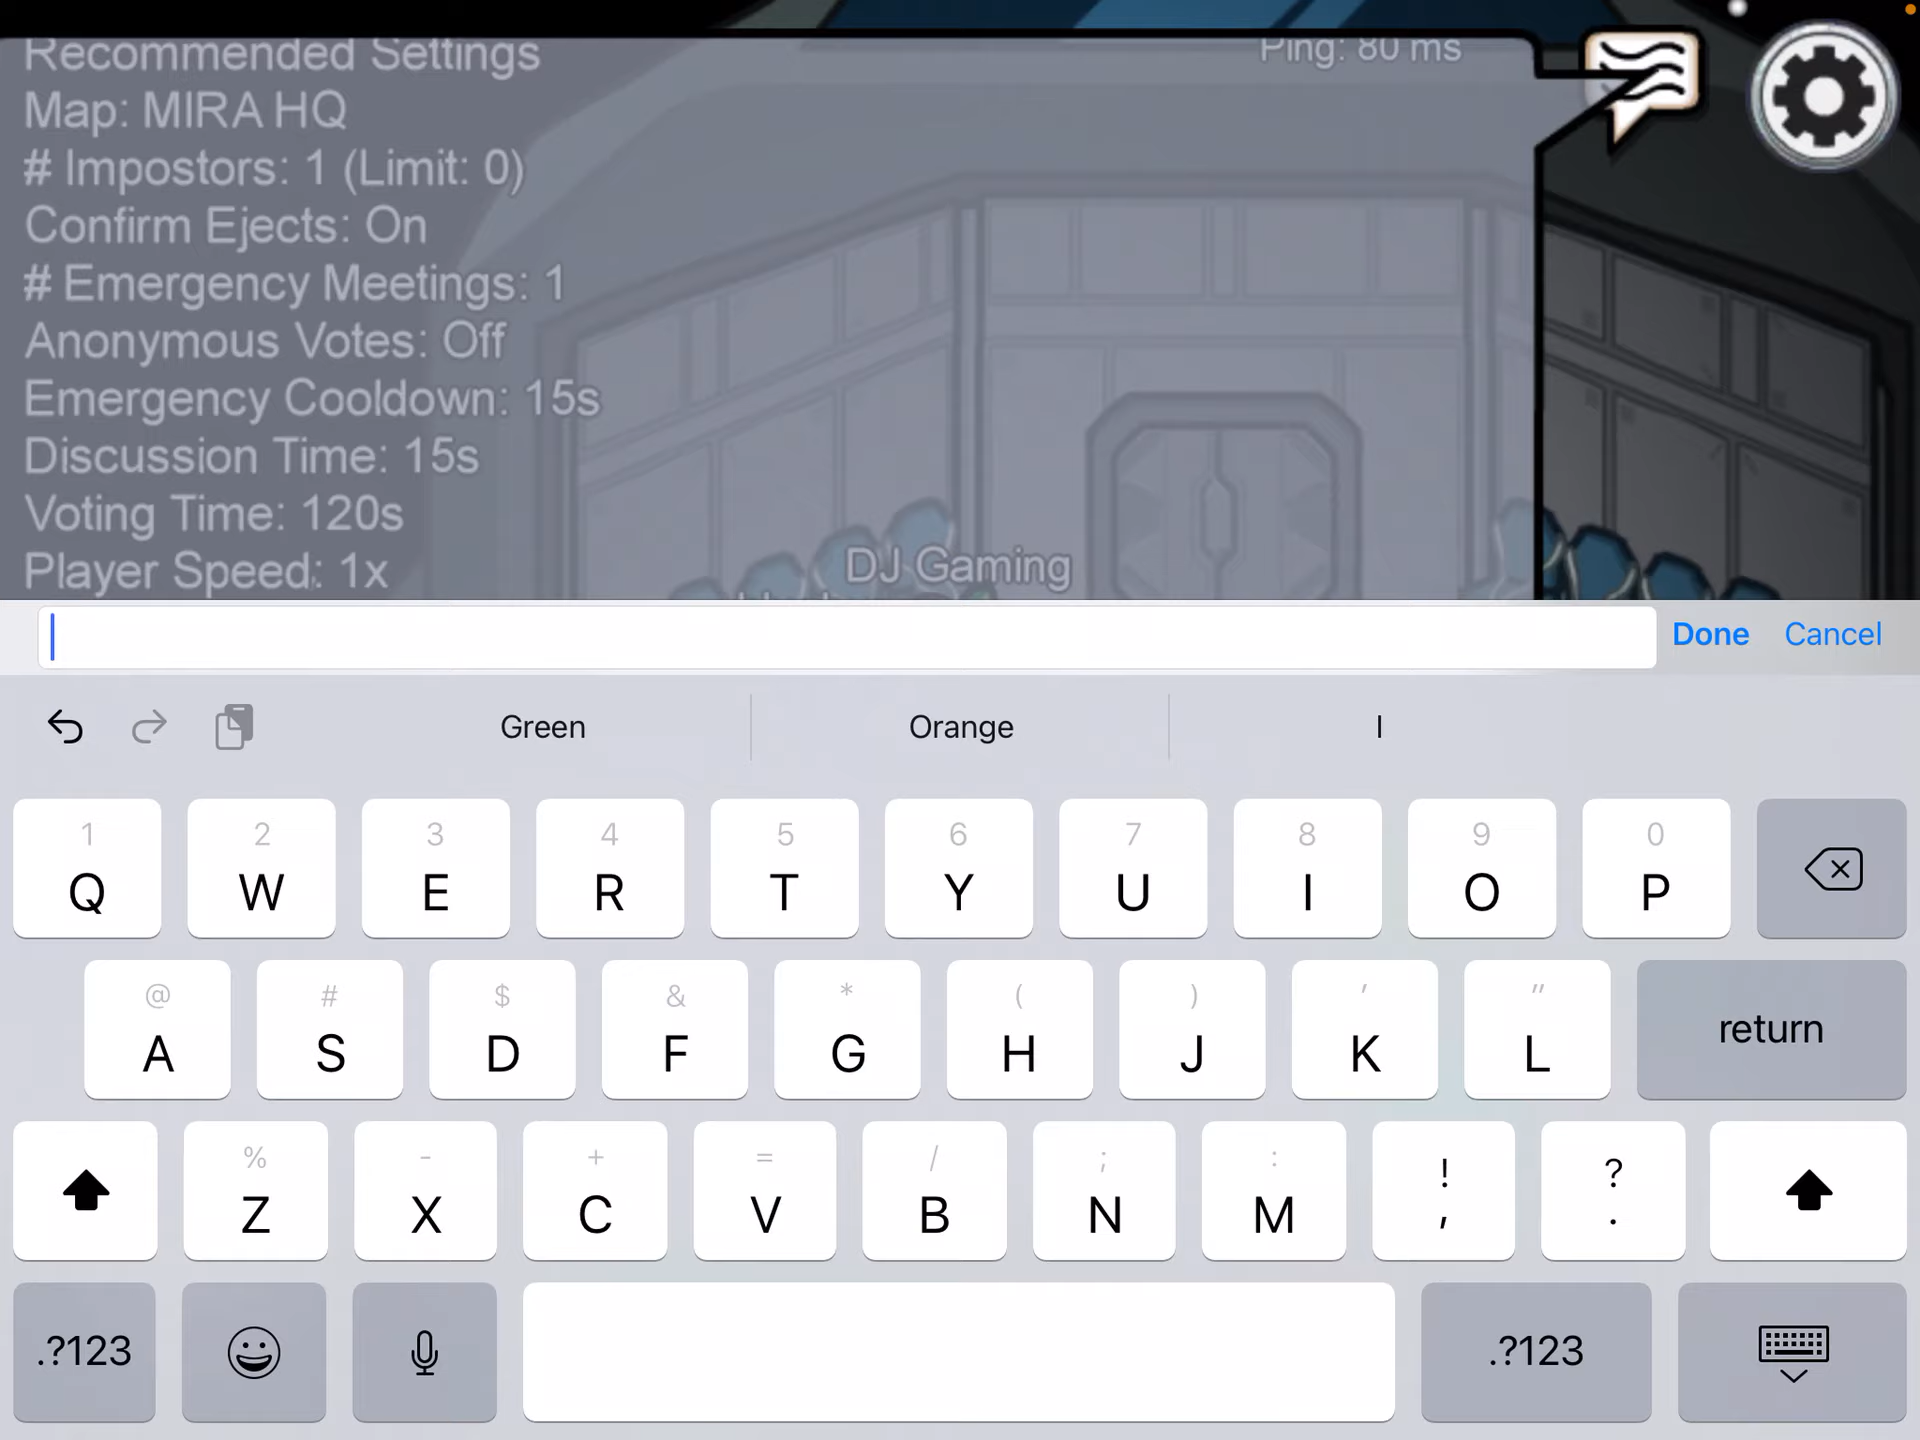 Recommended Settings
Ping: 80 ms
Map: MIRA HQ
# Impostors: 1 (Limit: 0)
Confirm Ejects: On
# Emergency Meetings: 1
Anonymous Votes: Off
Emergency Cooldown: 15s
Discussion Time: 15s
Voting Time: 120s
Player Speed: 1x
DJ Gaming
Done Cancel
Green Orange I
1 2 3 4 5 6 7 8 9 0
Q W E R T Y U I O P
@ # $ & * ( ) ' "
A S D F G H J K L return
% - + = / ; : ! ?
Z X C V B N M , .
.?123 .?123